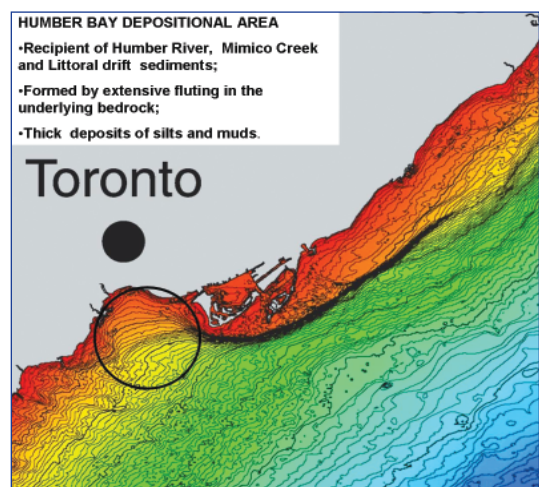 HUMBER BAY DEPOSITIONAL AREA
•Recipient of Humber River, Mimico Creek
and Littoral drift sediments;
•Formed by extensive fluting in the
underlying bedrock;
•Thick deposits of silts and muds.
Toronto